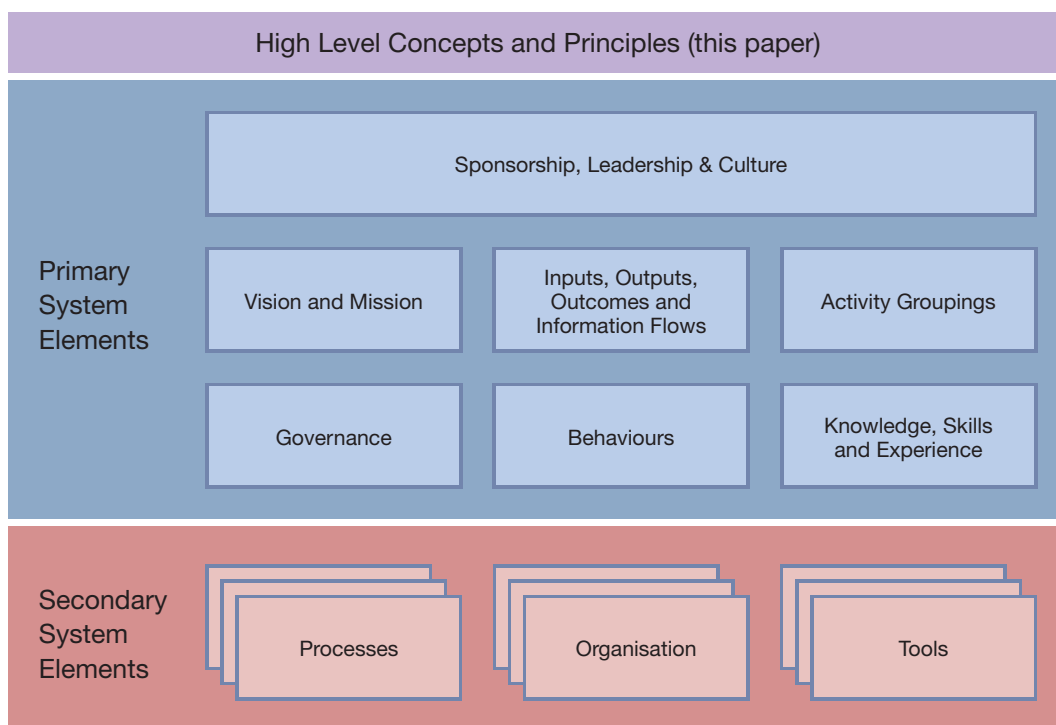 High Level Concepts and Principles (this paper)
Primary
System
Elements
Sponsorship, Leadership & Culture
Vision and Mission
Inputs, Outputs,
Outcomes and
Information Flows
Activity Groupings
Governance
Behaviours
Knowledge, Skills
and Experience
Secondary
System
Elements
Processes
Organisation
Tools